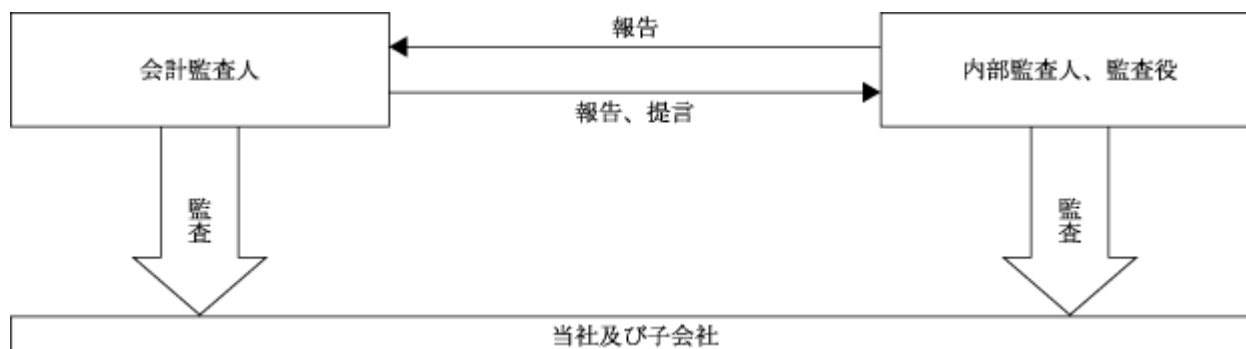 報告
会計監査人
内部監査人、監査役
報告、提言
監査
監査
当社及び子会社